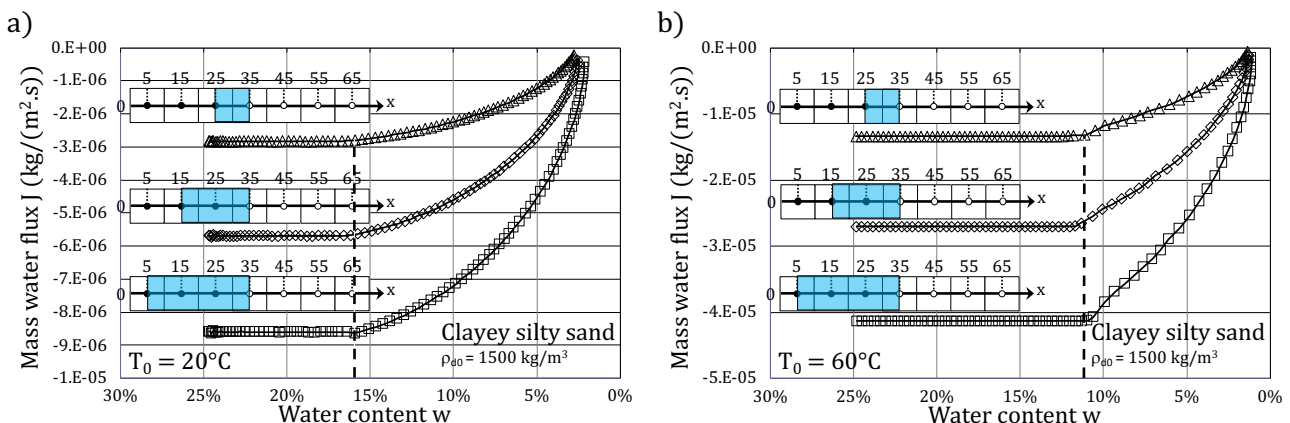 a)
Mass water flux J (kg/(m².s))
0.E+00
-1.E-06
-2.E-06
-3.E-06
-4.E-06
-5.E-06
-6.E-06
-7.E-06
-8.E-06
-9.E-06
-1.E-05
5 15 25 35 45 55 65
0 x
5 15 25 35 45 55 65
0 x
5 15 25 35 45 55 65
0 x
Clayey silty sand
T₀ = 20°C ρd0 = 1500 kg/m³
30% 25% 20% 15% 10% 5% 0%
Water content w
b)
Mass water flux J (kg/(m².s))
0.E+00
-1.E-05
-2.E-05
-3.E-05
-4.E-05
-5.E-05
5 15 25 35 45 55 65
0 x
5 15 25 35 45 55 65
0 x
5 15 25 35 45 55 65
0 x
Clayey silty sand
T₀ = 60°C ρd0 = 1500 kg/m³
30% 25% 20% 15% 10% 5% 0%
Water content w